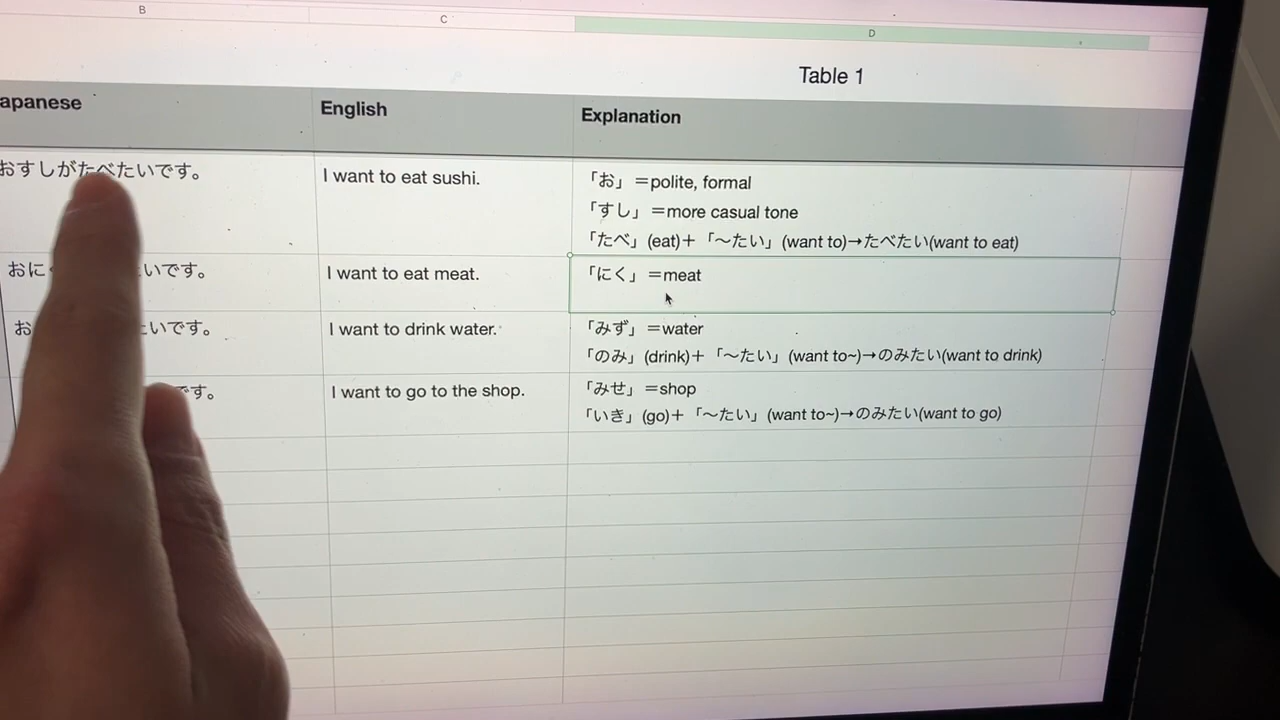 B C D
Table 1
apanese English Explanation
おすしがたべたいです。 I want to eat sushi. 「お」＝polite, formal
「すし」＝more casual tone
「たべ」(eat)＋「〜たい」(want to)→たべたい(want to eat)
おに いです。 I want to eat meat. 「にく」＝meat
お いです。 I want to drink water. 「みず」＝water
「のみ」(drink)＋「〜たい」(want to~)→のみたい(want to drink)
です。 I want to go to the shop. 「みせ」＝shop
「いき」(go)＋「〜たい」(want to~)→のみたい(want to go)